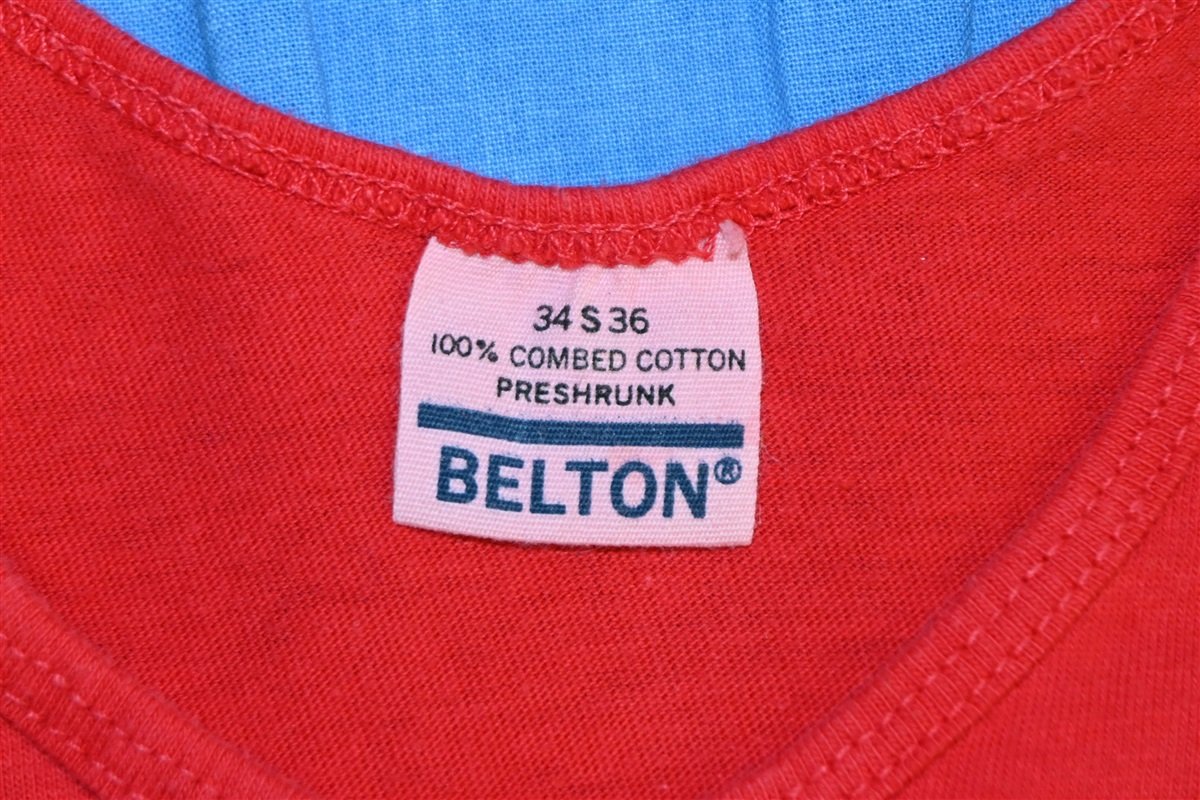 34 S 36
100% COMBED COTTON
PRESHRUNK
BELTON®